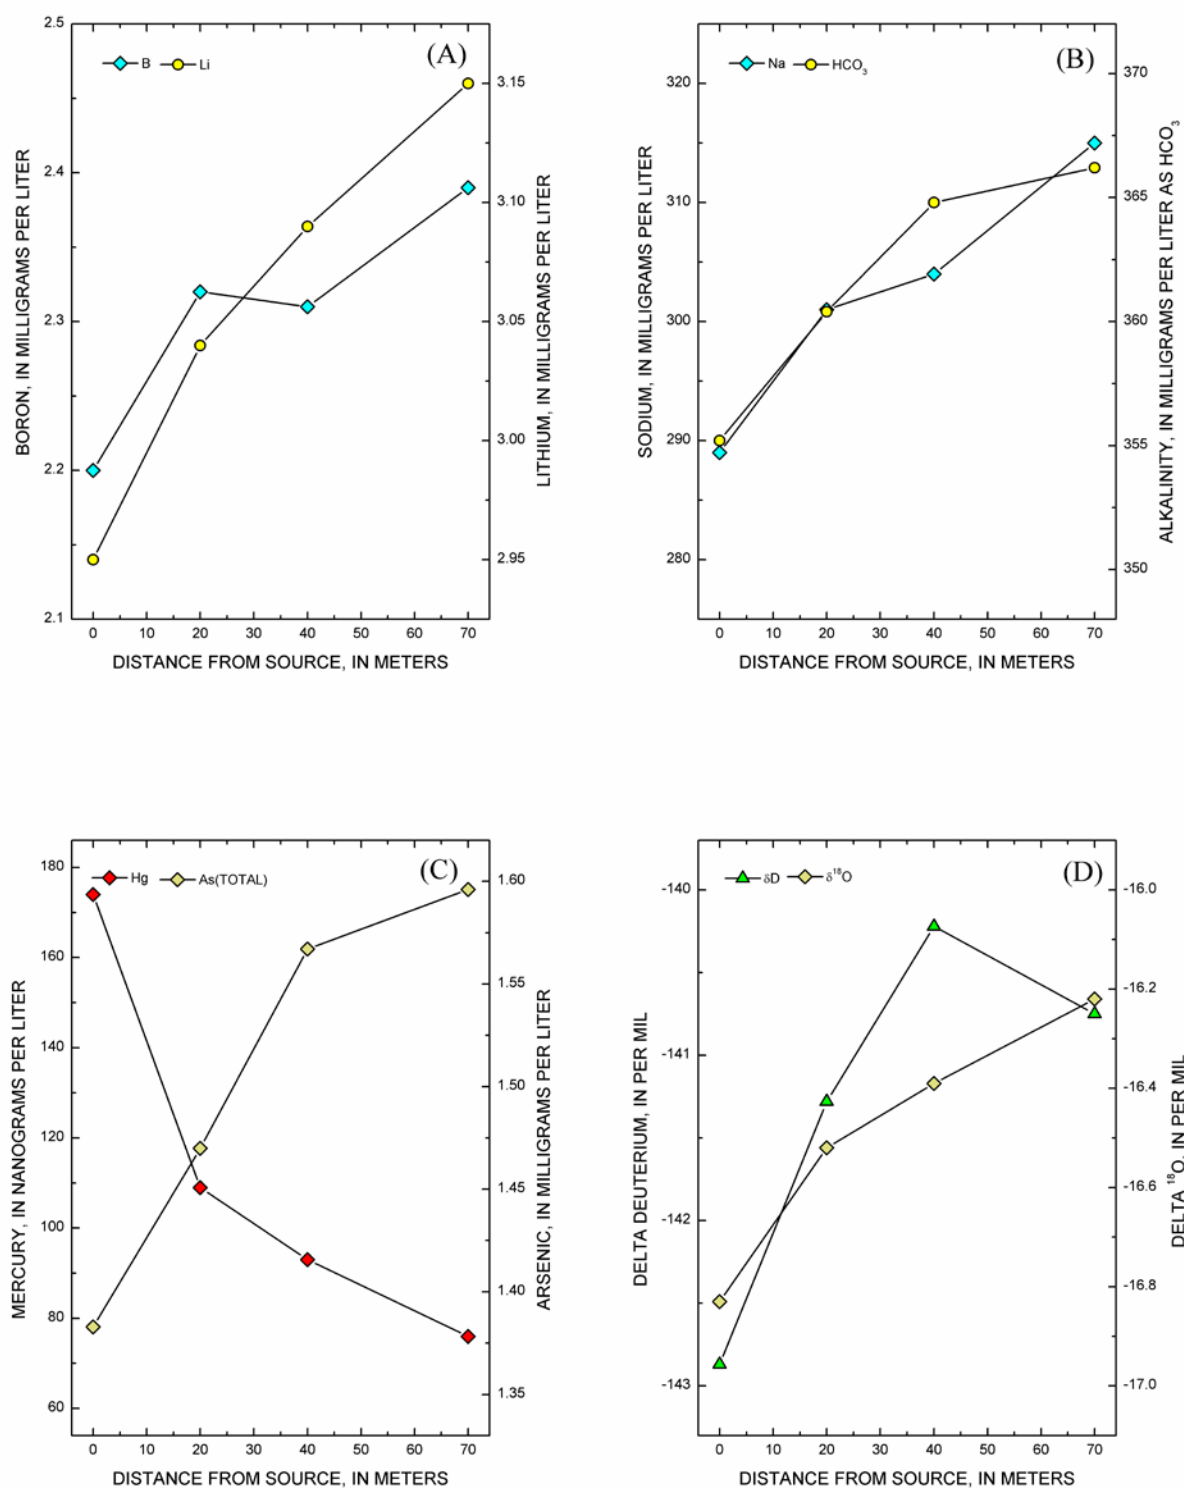 (A)
B Li
BORON, IN MILLIGRAMS PER LITER
2.5
2.4
2.3
2.2
2.1
3.15
3.10
3.05
3.00
2.95
LITHIUM, IN MILLIGRAMS PER LITER
0 10 20 30 40 50 60 70
DISTANCE FROM SOURCE, IN METERS
(B)
Na HCO₃
SODIUM, IN MILLIGRAMS PER LITER
320
310
300
290
280
370
365
360
355
350
ALKALINITY, IN MILLIGRAMS PER LITER AS HCO₃
0 10 20 30 40 50 60 70
DISTANCE FROM SOURCE, IN METERS
(C)
Hg As(TOTAL)
MERCURY, IN NANOGRAMS PER LITER
180
160
140
120
100
80
60
1.60
1.55
1.50
1.45
1.40
1.35
ARSENIC, IN MILLIGRAMS PER LITER
0 10 20 30 40 50 60 70
DISTANCE FROM SOURCE, IN METERS
(D)
δD δ¹⁸O
DELTA DEUTERIUM, IN PER MIL
-140
-141
-142
-143
-16.0
-16.2
-16.4
-16.6
-16.8
-17.0
DELTA ¹⁸O, IN PER MIL
0 10 20 30 40 50 60 70
DISTANCE FROM SOURCE, IN METERS